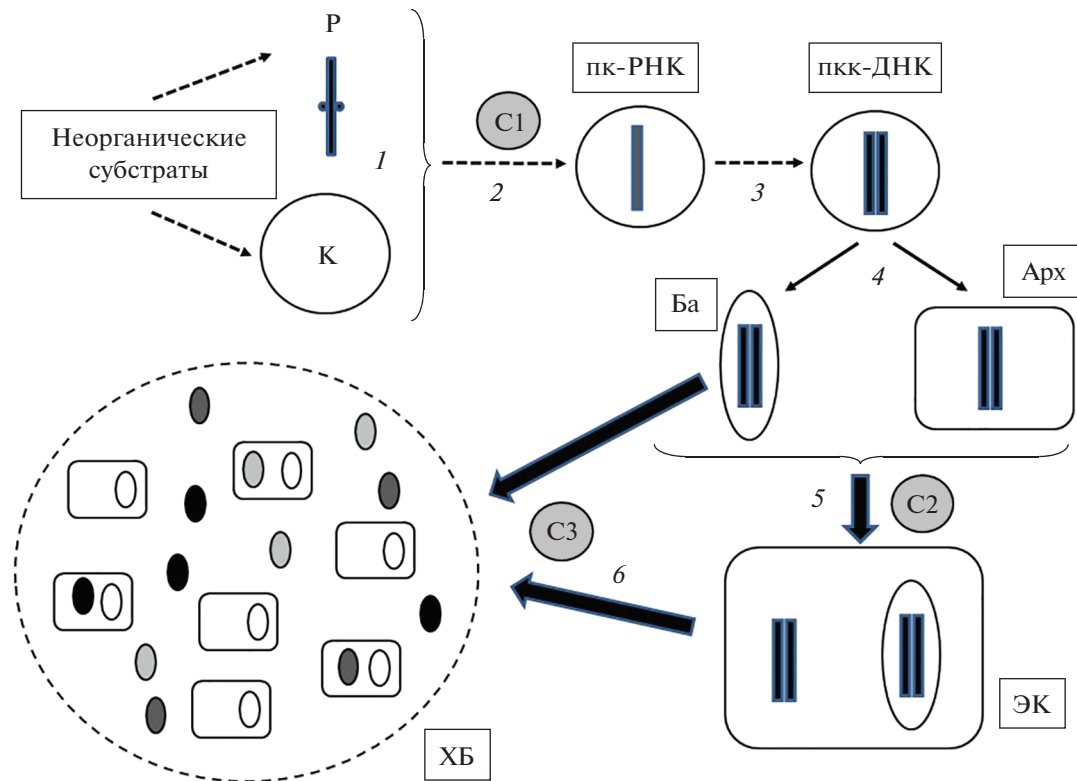 Р
пк-РНК
пкк-ДНК
С1
Неорганические
субстраты
1
2
3
К
4
Арх
Ба
5
С2
С3
6
ЭК
ХБ